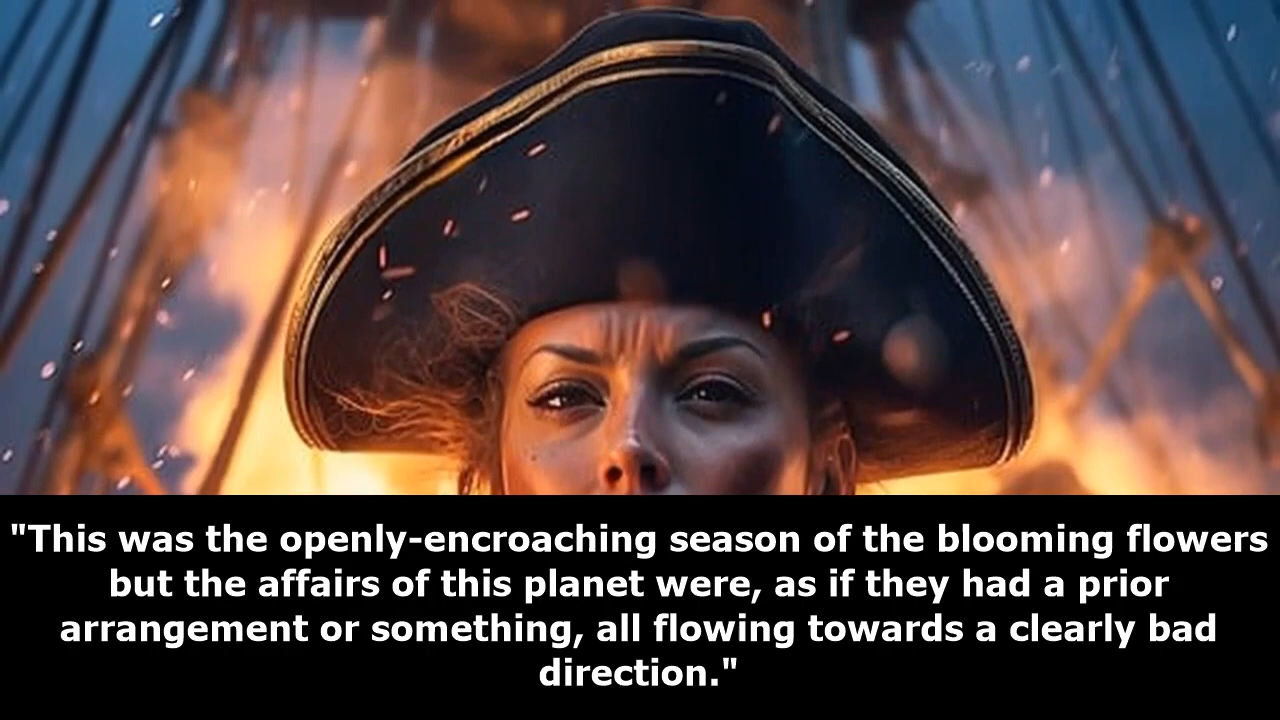 "This was the openly-encroaching season of the blooming flowers
but the affairs of this planet were, as if they had a prior
arrangement or something, all flowing towards a clearly bad
direction."